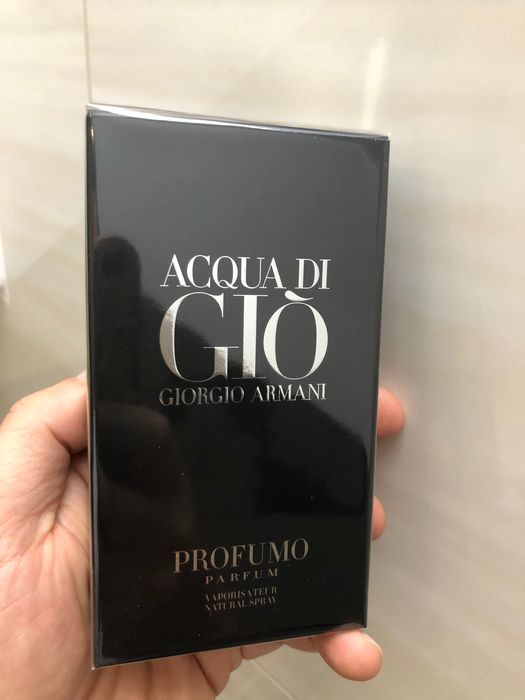 ACQUA DI
GIÒ
GIORGIO ARMANI
PROFUMO
PARFUM
VAPORISATEUR
NATURAL SPRAY